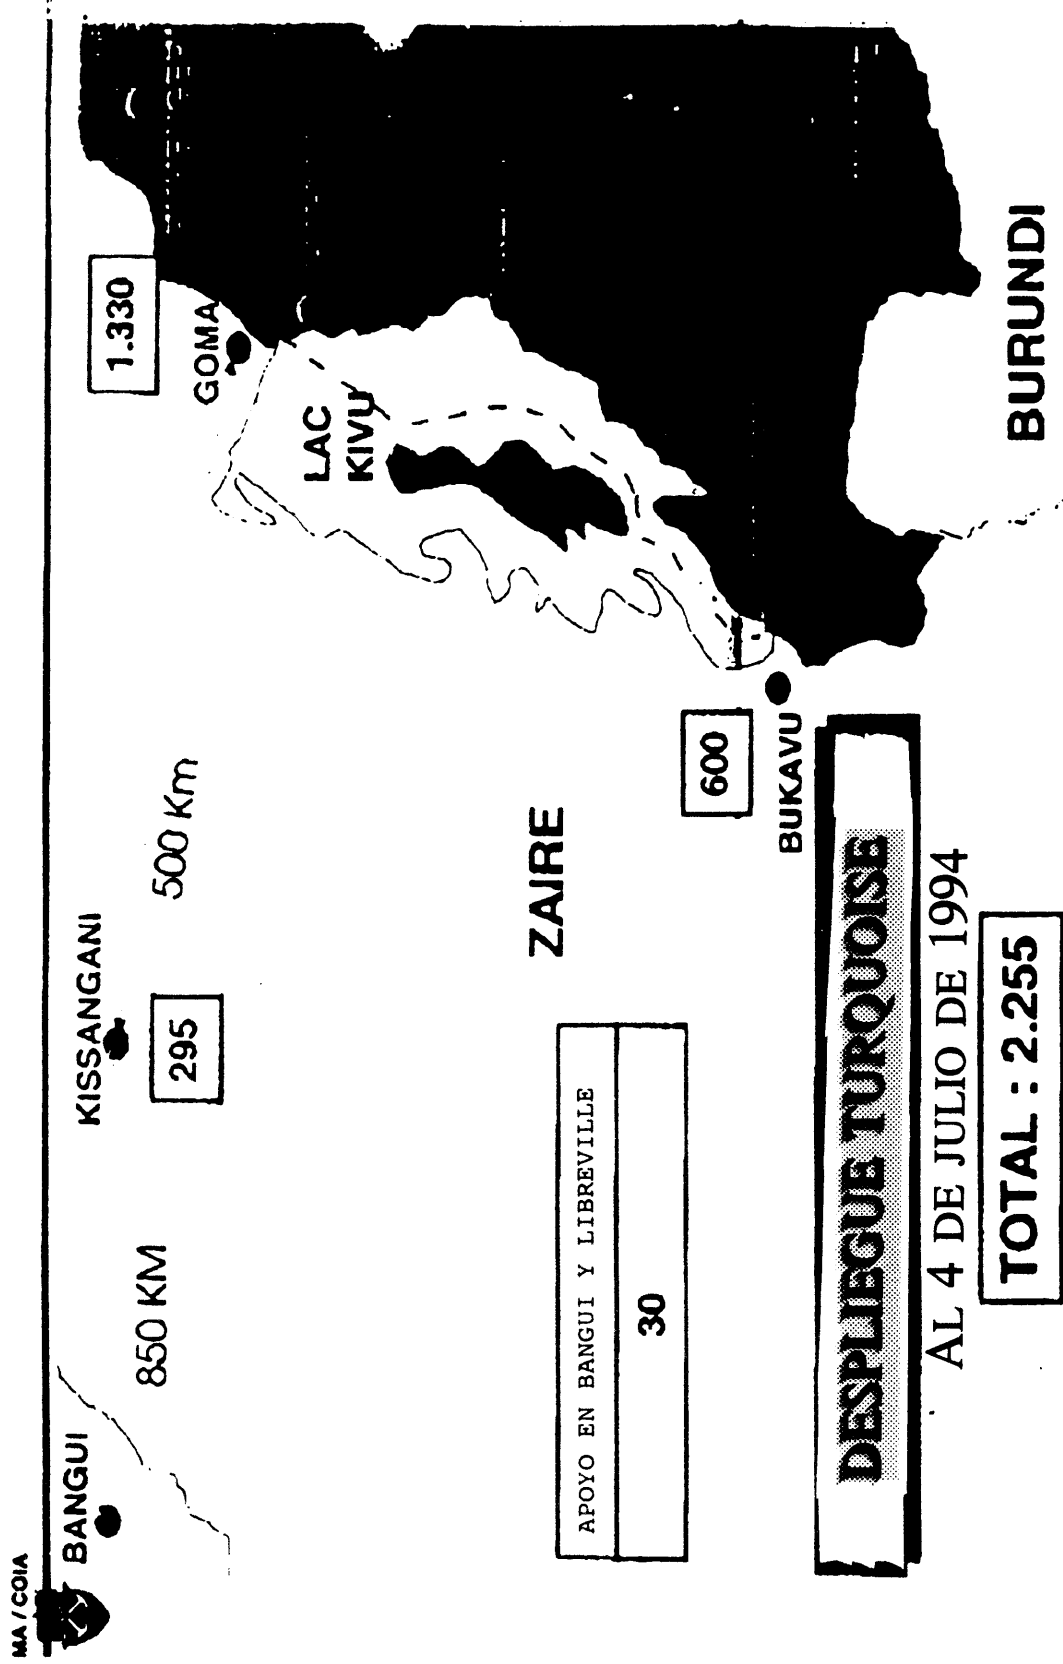 MA / COIA
BANGUI
850 KM
KISSANGANI
295
500 Km
1.330
GOMA
LAC
KIVU
ZAIRE
600
BUKAVU
BURUNDI
APOYO EN BANGUI Y LIBREVILLE
30
DESPLIEGUE TURQUOISE
AL 4 DE JULIO DE 1994
TOTAL : 2.255